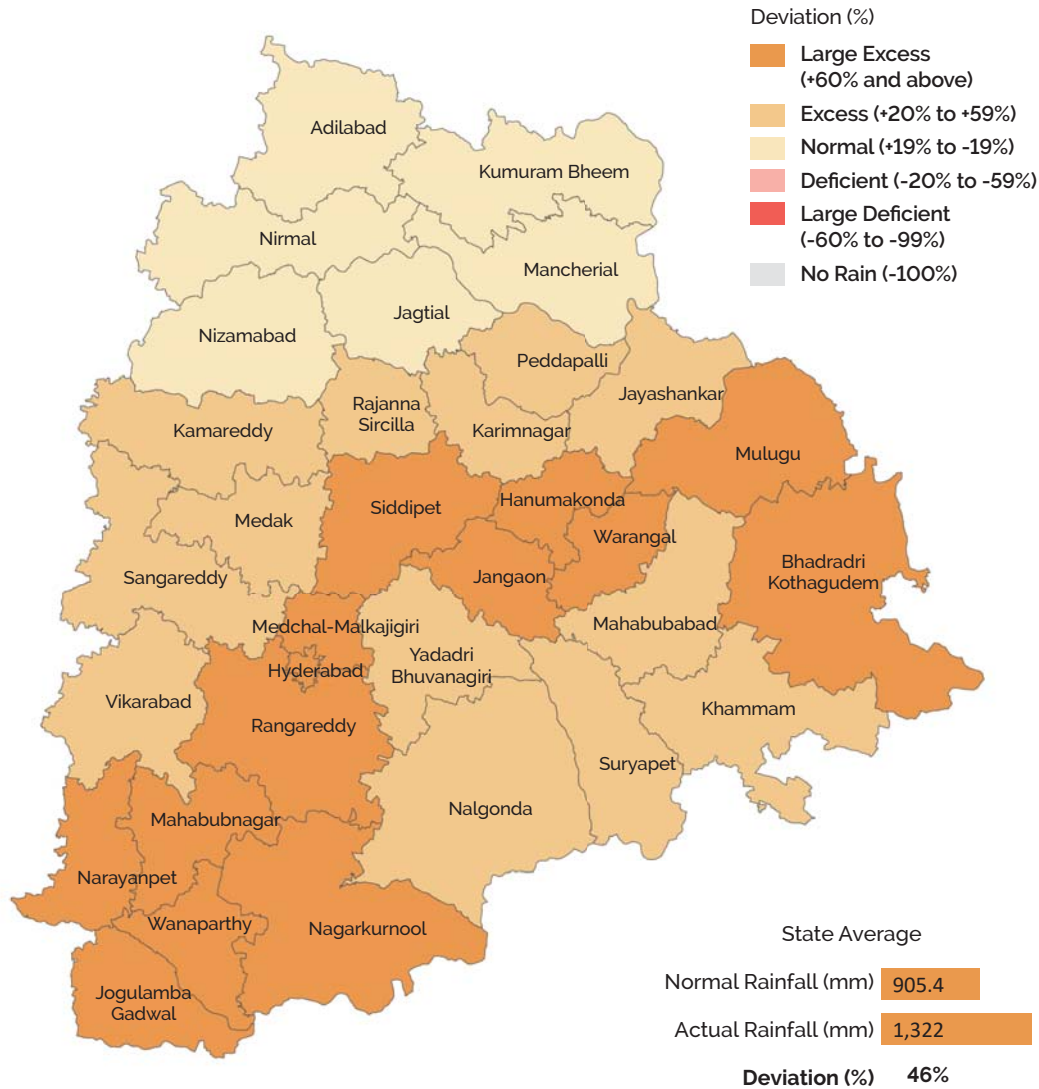 Deviation (%)
Large Excess
(+60% and above)
Excess (+20% to +59%)
Normal (+19% to -19%)
Deficient (-20% to -59%)
Large Deficient
(-60% to -99%)
No Rain (-100%)
Adilabad
Kumuram Bheem
Nirmal
Mancherial
Jagtial
Nizamabad
Peddapalli
Jayashankar
Rajanna
Sircilla
Kamareddy
Karimnagar
Mulugu
Siddipet
Hanumakonda
Medak
Warangal
Bhadradri
Kothagudem
Sangareddy
Jangaon
Mahabubabad
Medchal-Malkajigiri
Yadadri
Bhuvanagiri
Hyderabad
Vikarabad
Khammam
Rangareddy
Suryapet
Nalgonda
Mahabubnagar
Narayanpet
Wanaparthy
Nagarkurnool
Jogulamba
Gadwal
State Average
Normal Rainfall (mm) 905.4
Actual Rainfall (mm) 1,322
Deviation (%) 46%